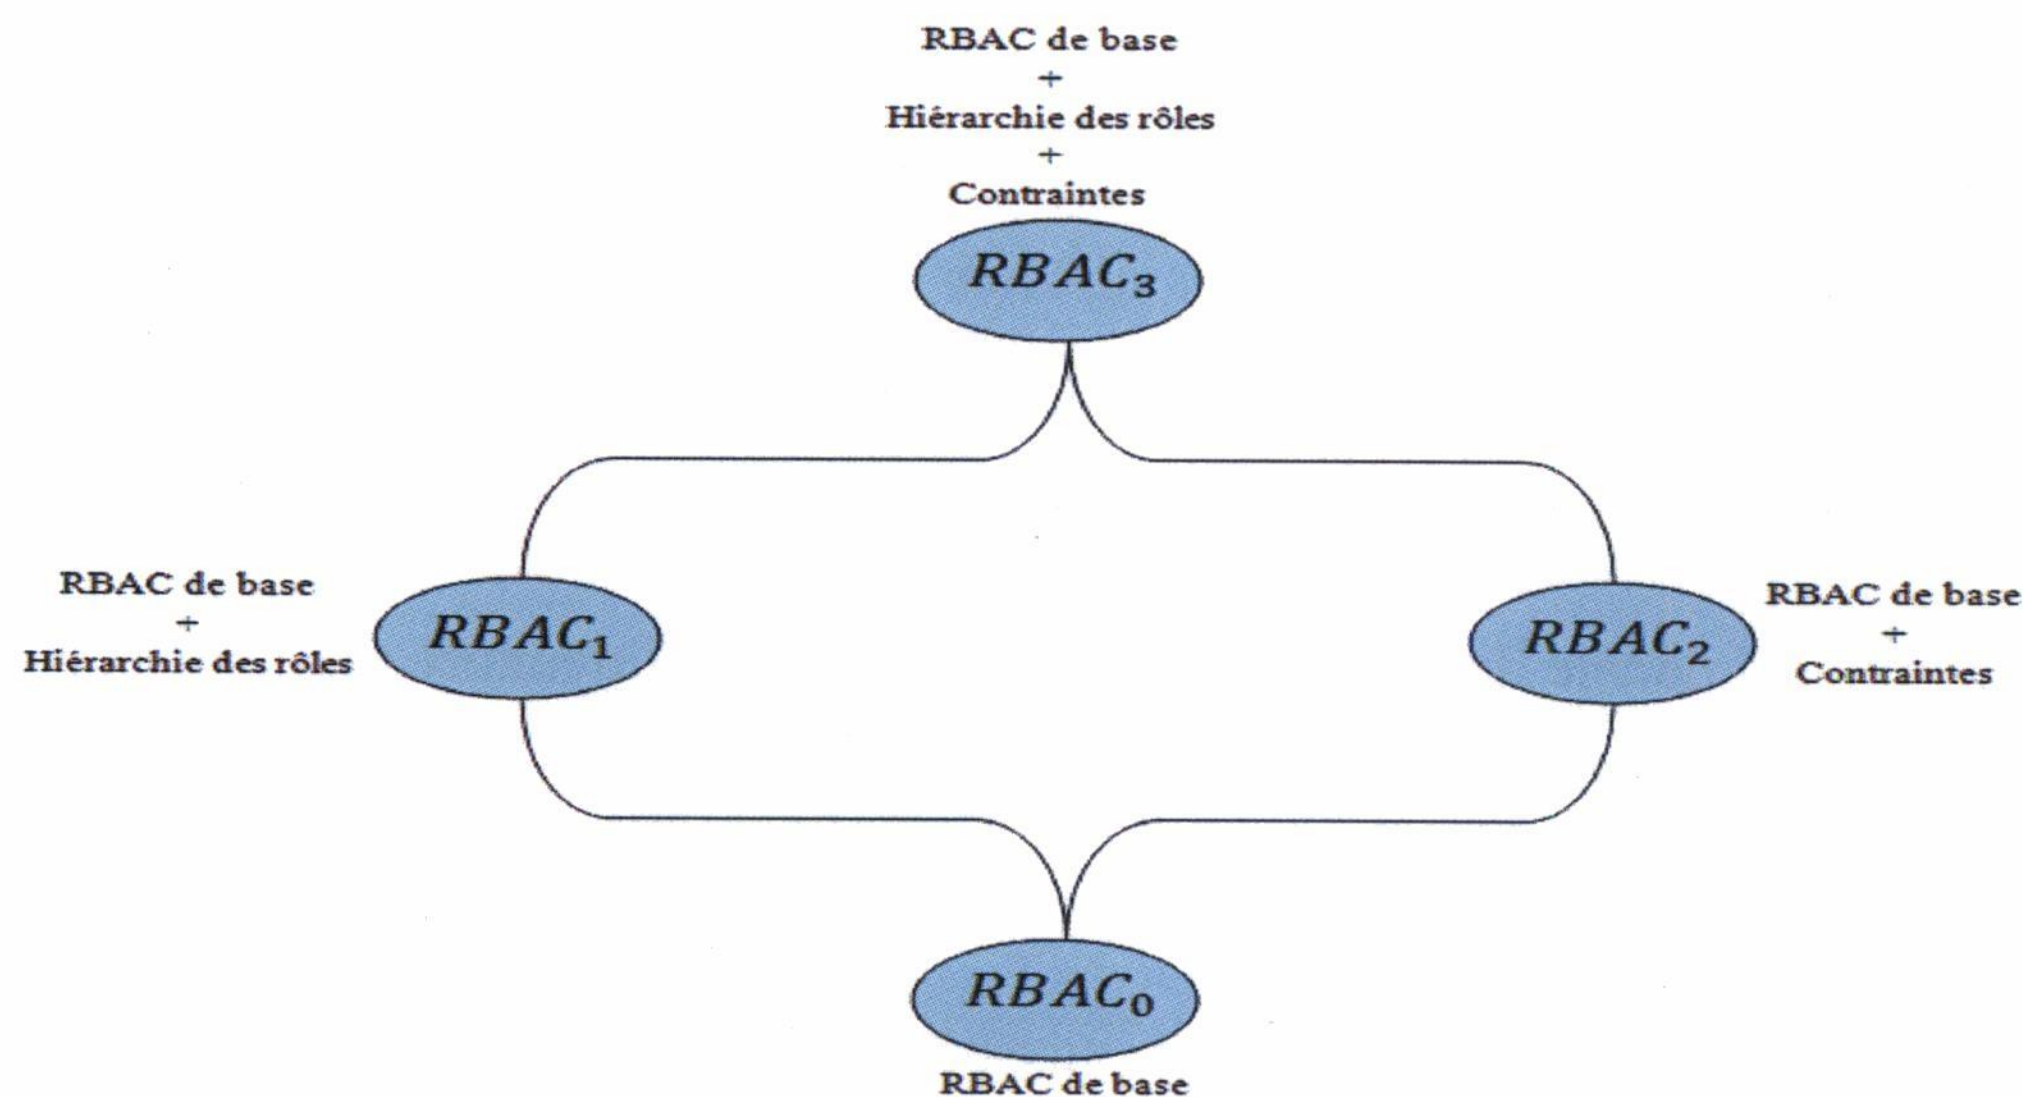 RBAC de base
+
Hiérarchie des rôles
+
Contraintes
RBAC₃
RBAC de base
+
Hiérarchie des rôles
RBAC₁
RBAC₂
RBAC de base
+
Contraintes
RBAC₀
RBAC de base